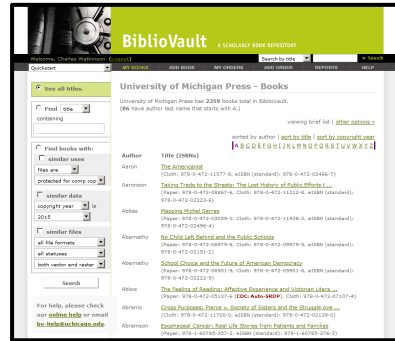 BiblioVault A SCHOLARLY BOOK REPOSITORY
Welcome, Charles Watkinson (Logout)
Search by title
Search
Quickstart
MY BOOKS ADD BOOK MY ORDERS ADD ORDER REPORTS HELP
See all titles.
Find title
containing
Find books with:
similar uses
files are
protected for comp cop
similar data
copyright year is
2015
similar files
all file formats
all statuses
both vector and raster
Search
For help, please check
our online help or email
bv-help@uchicago.edu.
University of Michigan Press - Books
University of Michigan Press has 2359 books total in BiblioVault.
(86 have author last name that starts with A.)
viewing brief list | other options »
sorted by author | sort by title | sort by copyright year
A B C D E F G H I J K L M N O P Q R S T U V W X Y Z
Author Title (ISBNs)
Aaron The Americanist
(Cloth: 978-0-472-11577-8, eISBN (standard): 978-0-472-02466-7)
Aaronson Taking Trade to the Streets: The Lost History of Public Efforts t ...
(Paper: 978-0-472-08867-6, Cloth: 978-0-472-11212-8, eISBN (standard):
978-0-472-02223-6)
Abbas Mapping Michel Serres
(Paper: 978-0-472-03059-0, Cloth: 978-0-472-11438-2, eISBN (standard):
978-0-472-02496-4)
Abernathy No Child Left Behind and the Public Schools
(Paper: 978-0-472-06979-8, Cloth: 978-0-472-09979-5, eISBN (standard):
978-0-472-02191-2)
Abernathy School Choice and the Future of American Democracy
(Paper: 978-0-472-06901-9, Cloth: 978-0-472-09901-6, eISBN (standard):
978-0-472-02222-9)
Ablow The Feeling of Reading: Affective Experience and Victorian Litera ...
(Paper: 978-0-472-05107-6 (CDC: Auto-SRDP), Cloth: 978-0-472-07107-4)
Abrams Cross Purposes: Pierce v. Society of Sisters and the Struggle ove ...
(Cloth: 978-0-472-11700-0, eISBN (standard): 978-0-472-02139-0)
Abramson Esophageal Cancer: Real Life Stories from Patients and Families
(Paper: 978-1-60785-357-2, eISBN (standard): 978-1-60785-376-3)